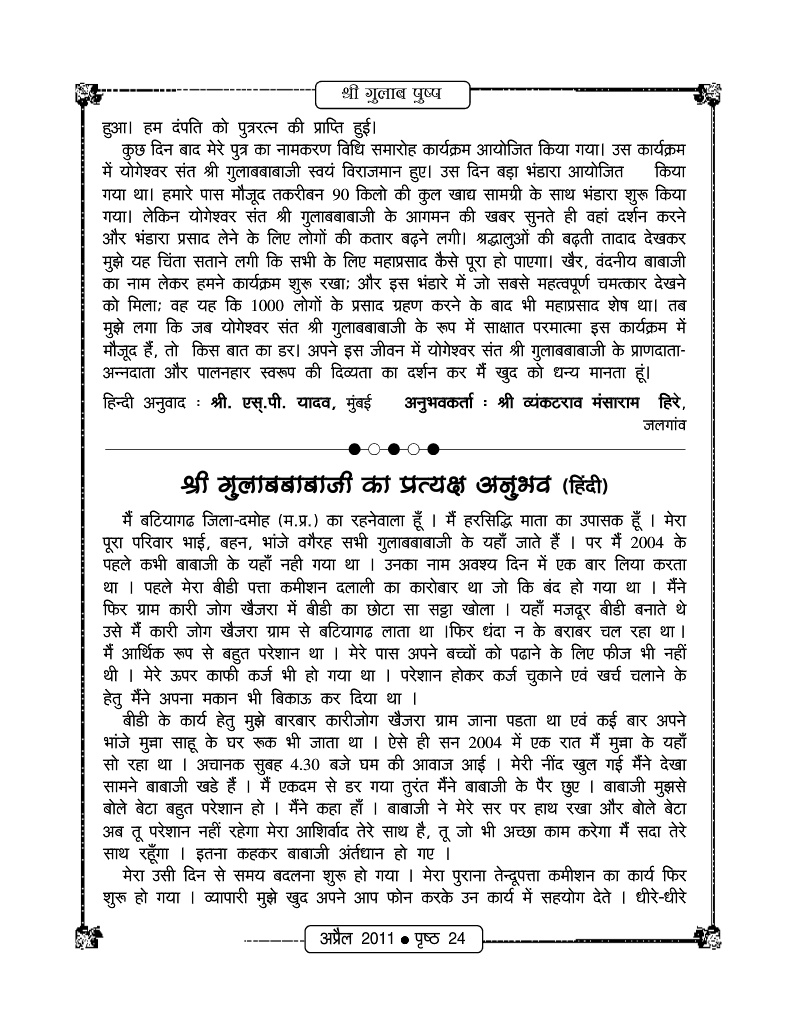 श्री गुलाब पुष्प
हुआ। हम दंपति को पुत्ररत्न की प्राप्ति हुई।
कुछ दिन बाद मेरे पुत्र का नामकरण विधि समारोह कार्यक्रम आयोजित किया गया। उस कार्यक्रम
में योगेश्वर संत श्री गुलाबबाबाजी स्वयं विराजमान हुए। उस दिन बड़ा भंडारा आयोजित किया
गया था। हमारे पास मौजूद तकरीबन 90 किलो की कुल खाद्य सामग्री के साथ भंडारा शुरू किया
गया। लेकिन योगेश्वर संत श्री गुलाबबाबाजी के आगमन की खबर सुनते ही वहां दर्शन करने
और भंडारा प्रसाद लेने के लिए लोगों की कतार बढ़ने लगी। श्रद्धालुओं की बढ़ती तादाद देखकर
मुझे यह चिंता सताने लगी कि सभी के लिए महाप्रसाद कैसे पूरा हो पाएगा। खैर, वंदनीय बाबाजी
का नाम लेकर हमने कार्यक्रम शुरू रखा; और इस भंडारे में जो सबसे महत्वपूर्ण चमत्कार देखने
को मिला; वह यह कि 1000 लोगों के प्रसाद ग्रहण करने के बाद भी महाप्रसाद शेष था। तब
मुझे लगा कि जब योगेश्वर संत श्री गुलाबबाबाजी के रूप में साक्षात परमात्मा इस कार्यक्रम में
मौजूद हैं, तो किस बात का डर। अपने इस जीवन में योगेश्वर संत श्री गुलाबबाबाजी के प्राणदाता-
अन्नदाता और पालनहार स्वरूप की दिव्यता का दर्शन कर मैं खुद को धन्य मानता हूं।
हिन्दी अनुवाद : श्री. एस्.पी. यादव, मुंबई अनुभवकर्ता : श्री व्यंकटराव मंसाराम हिरे,
जलगांव
श्री गुलाबबाबाजी का प्रत्यक्ष अनुभव (हिंदी)
मैं बटियागढ जिला-दमोह (म.प्र.) का रहनेवाला हूँ । मैं हरसिद्धि माता का उपासक हूँ । मेरा
पूरा परिवार भाई, बहन, भांजे वगैरह सभी गुलाबबाबाजी के यहाँ जाते हैं । पर मैं 2004 के
पहले कभी बाबाजी के यहाँ नही गया था । उनका नाम अवश्य दिन में एक बार लिया करता
था । पहले मेरा बीडी पत्ता कमीशन दलाली का कारोबार था जो कि बंद हो गया था । मैंने
फिर ग्राम कारी जोग खैजरा में बीडी का छोटा सा सट्टा खोला । यहाँ मजदूर बीडी बनाते थे
उसे मैं कारी जोग खैजरा ग्राम से बटियागढ लाता था ।फिर धंदा न के बराबर चल रहा था ।
मैं आर्थिक रूप से बहुत परेशान था । मेरे पास अपने बच्चों को पढाने के लिए फीज भी नहीं
थी । मेरे ऊपर काफी कर्ज भी हो गया था । परेशान होकर कर्ज चुकाने एवं खर्च चलाने के
हेतु मैंने अपना मकान भी बिकाऊ कर दिया था ।
बीडी के कार्य हेतु मुझे बारबार कारीजोग खैजरा ग्राम जाना पडता था एवं कई बार अपने
भांजे मुन्ना साहू के घर रूक भी जाता था । ऐसे ही सन 2004 में एक रात मैं मुन्ना के यहाँ
सो रहा था । अचानक सुबह 4.30 बजे घम की आवाज आई । मेरी नींद खुल गई मैंने देखा
सामने बाबाजी खडे हैं । मैं एकदम से डर गया तुरंत मैंने बाबाजी के पैर छुए । बाबाजी मुझसे
बोले बेटा बहुत परेशान हो । मैंने कहा हाँ । बाबाजी ने मेरे सर पर हाथ रखा और बोले बेटा
अब तू परेशान नहीं रहेगा मेरा आशिर्वाद तेरे साथ है, तू जो भी अच्छा काम करेगा मैं सदा तेरे
साथ रहूँगा । इतना कहकर बाबाजी अंर्तधान हो गए ।
मेरा उसी दिन से समय बदलना शुरू हो गया । मेरा पुराना तेन्दूपत्ता कमीशन का कार्य फिर
शुरू हो गया । व्यापारी मुझे खुद अपने आप फोन करके उन कार्य में सहयोग देते । धीरे-धीरे
अप्रैल 2011 ● पृष्ठ 24